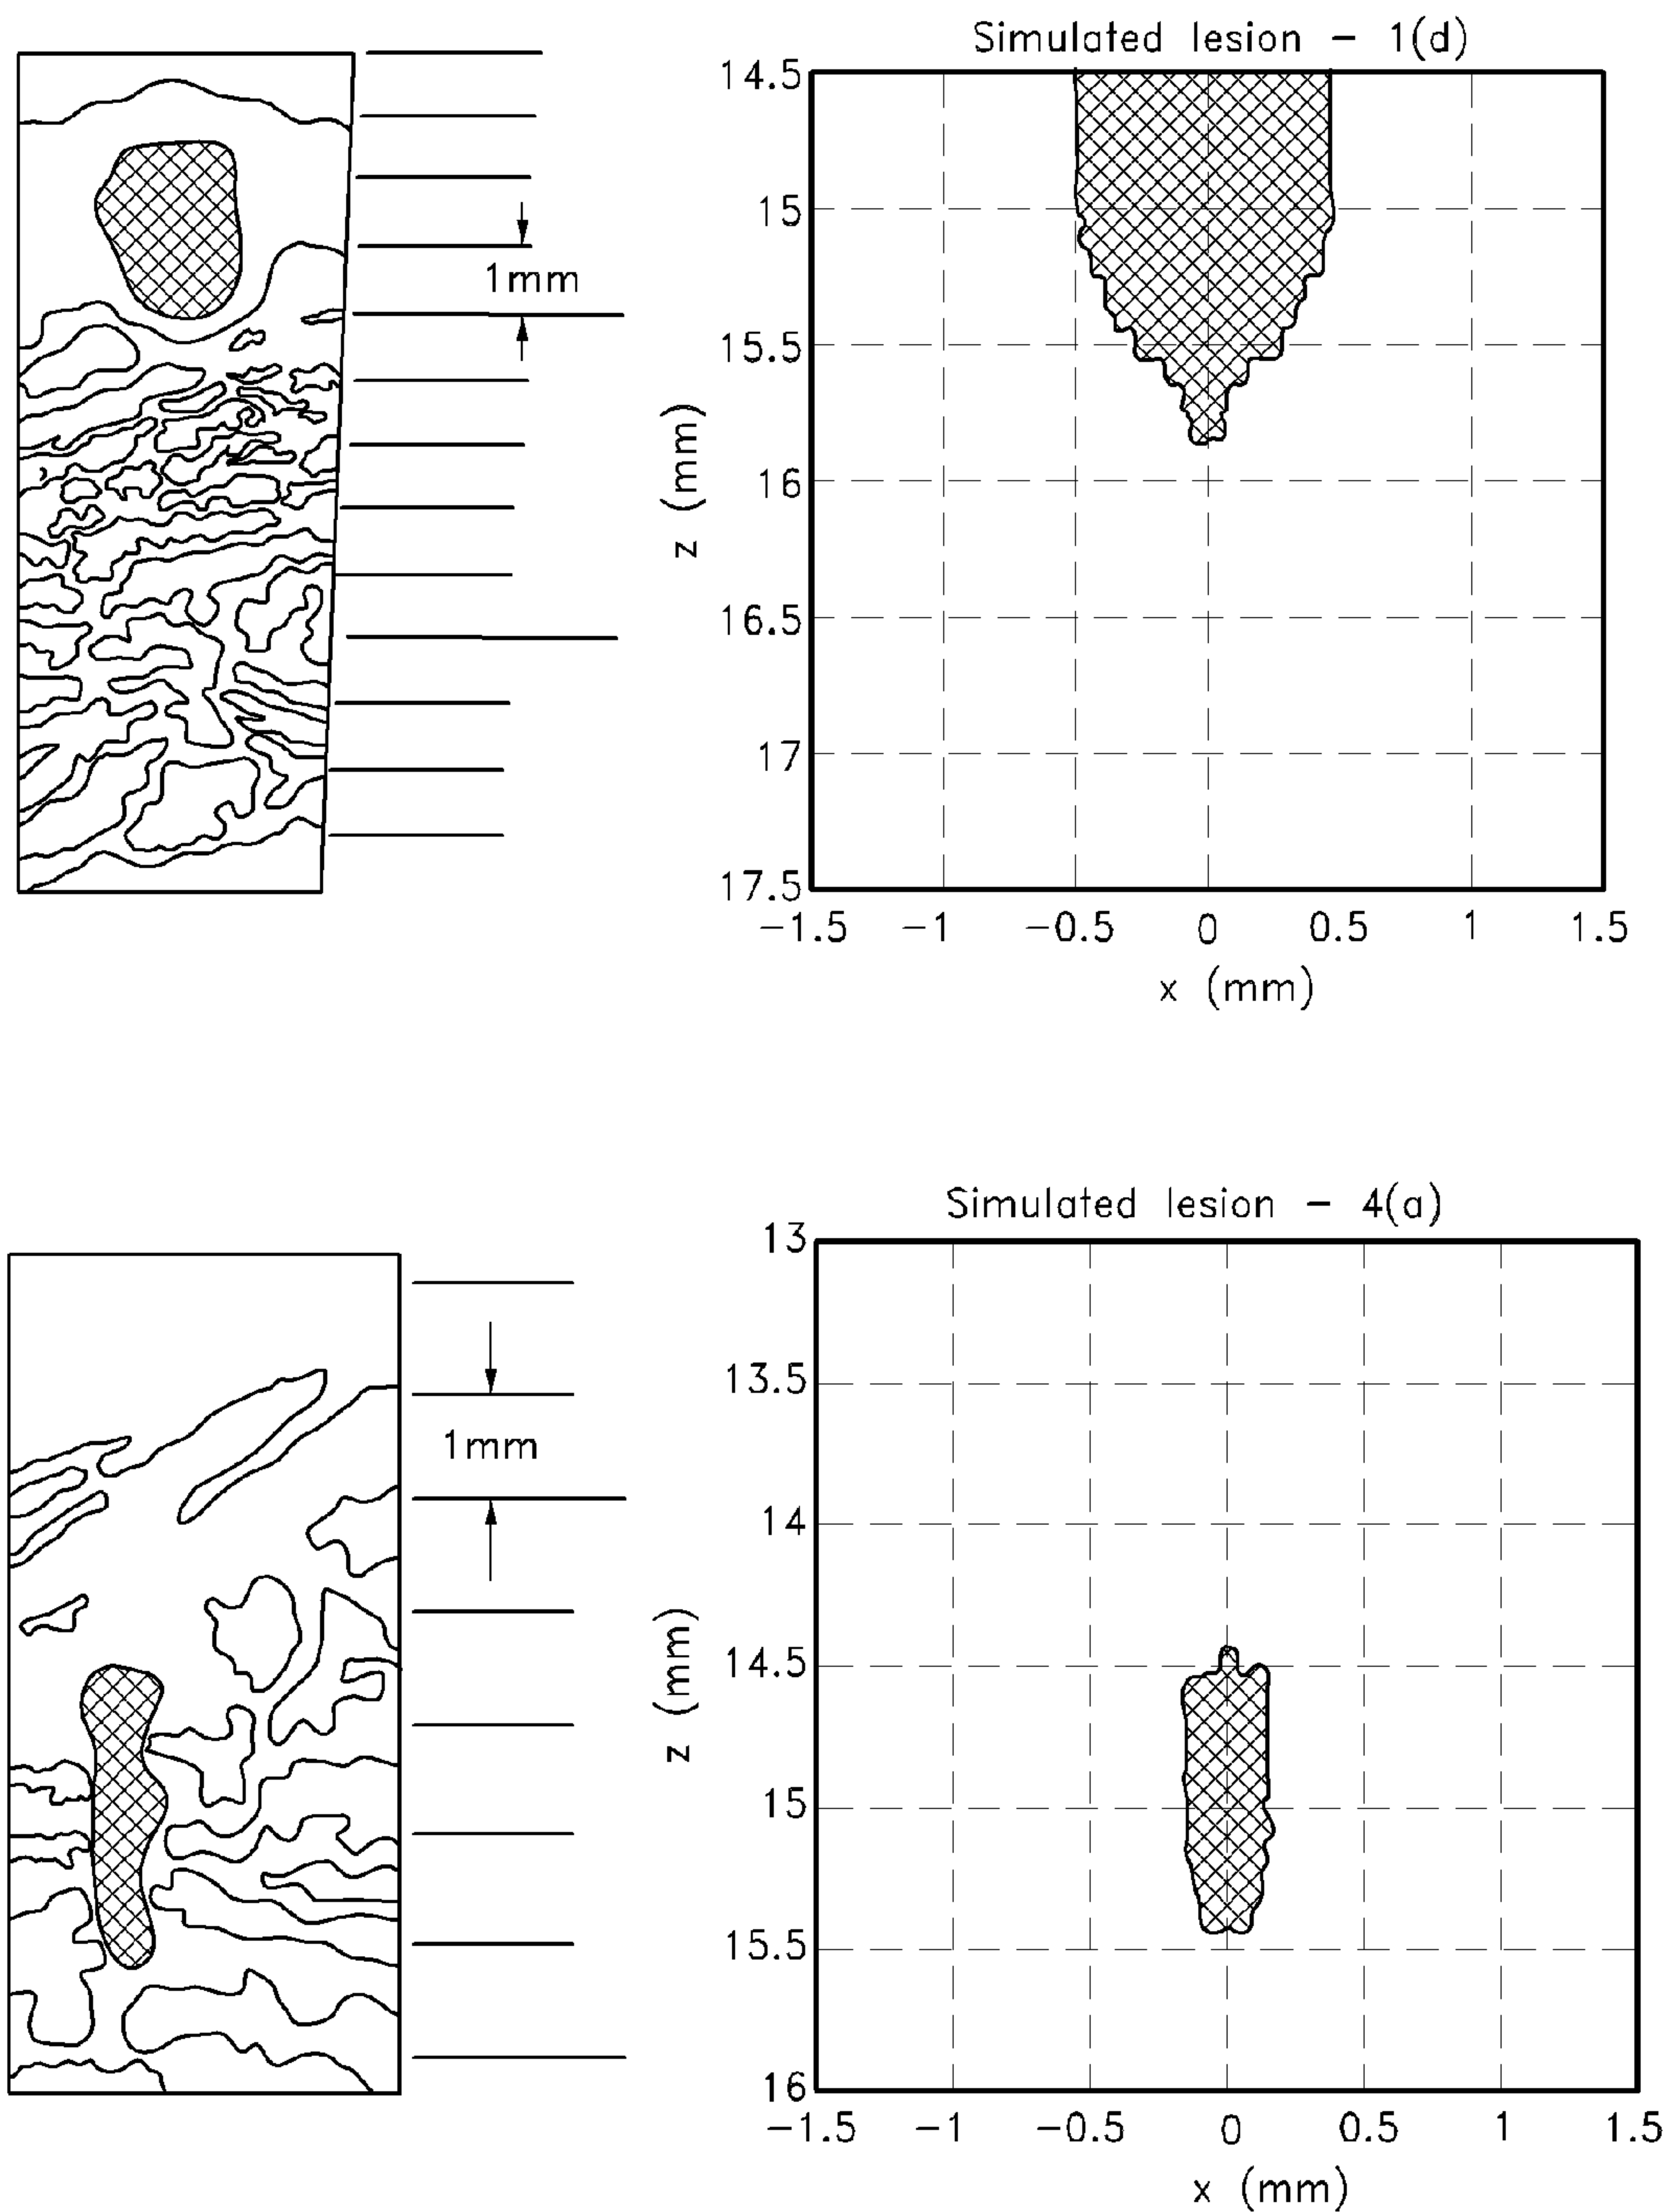 Simulated lesion - 1(d)
14.5
15
1mm
15.5
z (mm)
16
16.5
17
17.5
-1.5 -1 -0.5 0 0.5 1 1.5
x (mm)
Simulated lesion - 4(a)
13
13.5
1mm
14
14.5
z (mm)
15
15.5
16
-1.5 -1 -0.5 0 0.5 1 1.5
x (mm)